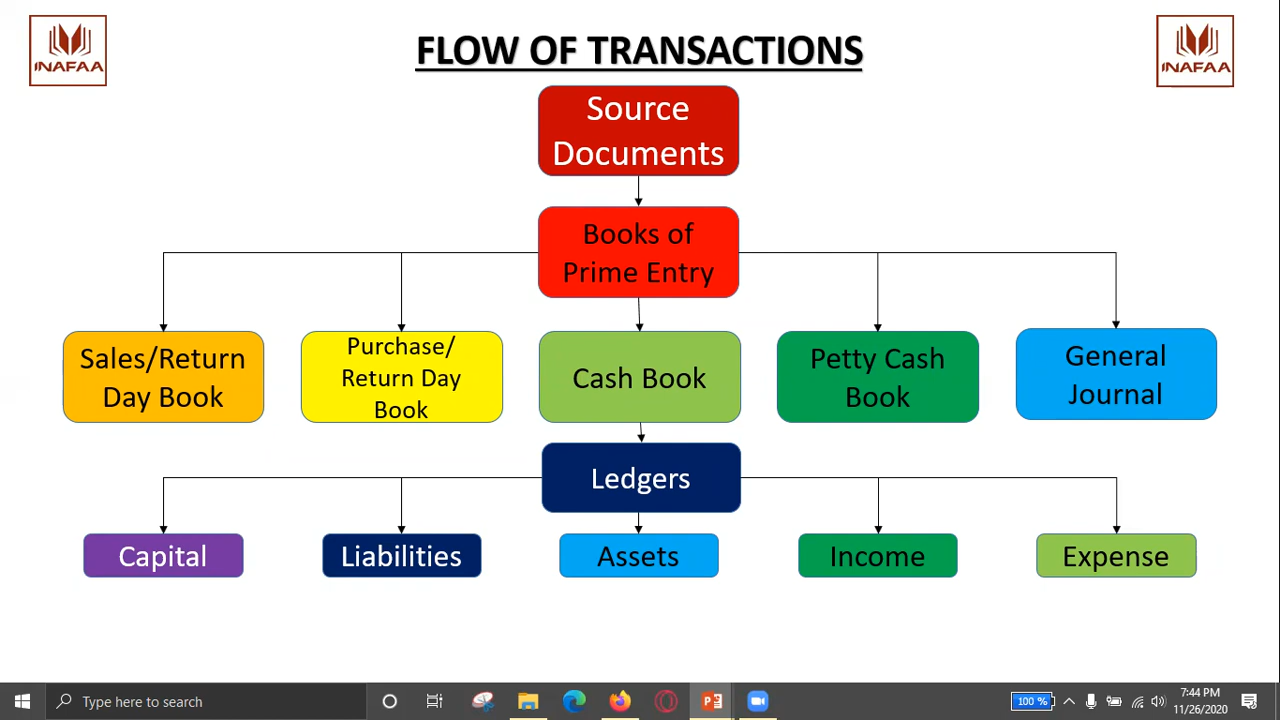 INAFAA
FLOW OF TRANSACTIONS
INAFAA
Source
Documents
Books of
Prime Entry
Sales/Return
Day Book
Purchase/
Return Day
Book
Cash Book
Petty Cash
Book
General
Journal
Ledgers
Capital
Liabilities
Assets
Income
Expense
Type here to search
100 %
7:44 PM
11/26/2020